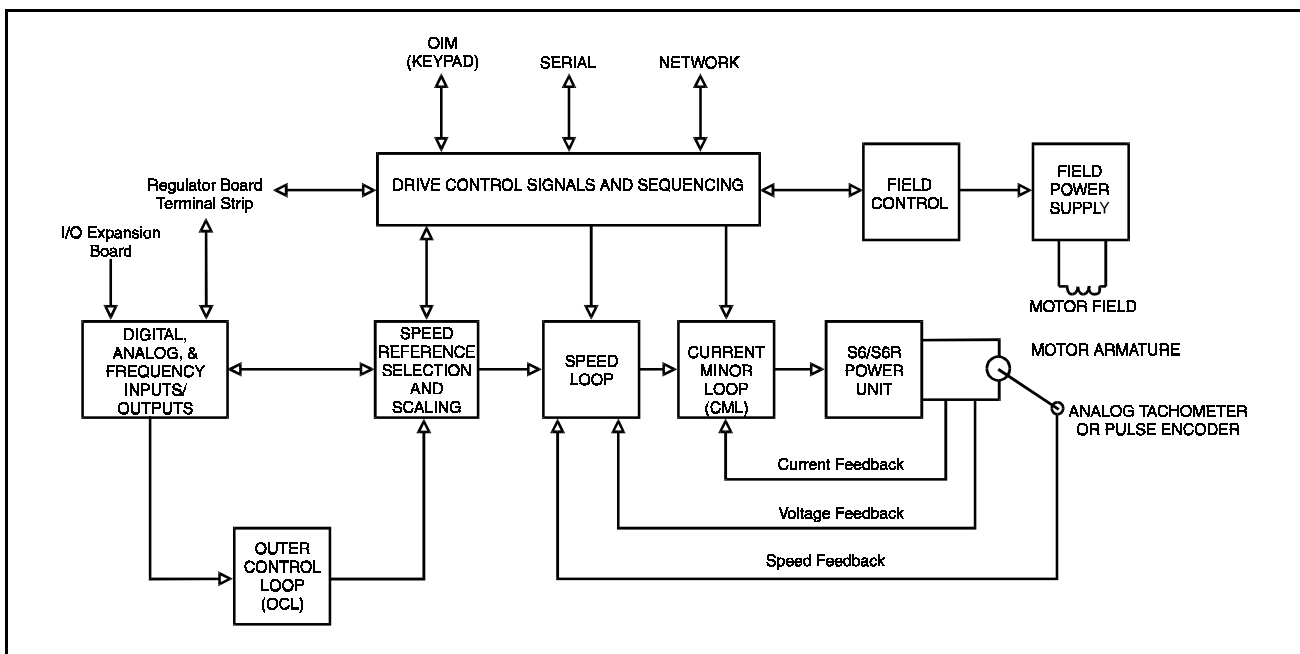 OIM
(KEYPAD)
SERIAL
NETWORK
Regulator Board
Terminal Strip
DRIVE CONTROL SIGNALS AND SEQUENCING
FIELD
CONTROL
FIELD
POWER
SUPPLY
I/O Expansion
Board
MOTOR FIELD
DIGITAL,
ANALOG, &
FREQUENCY
INPUTS/
OUTPUTS
SPEED
REFERENCE
SELECTION
AND
SCALING
SPEED
LOOP
CURRENT
MINOR
LOOP
(CML)
S6/S6R
POWER
UNIT
MOTOR ARMATURE
ANALOG TACHOMETER
OR PULSE ENCODER
Current Feedback
Voltage Feedback
Speed Feedback
OUTER
CONTROL
LOOP
(OCL)